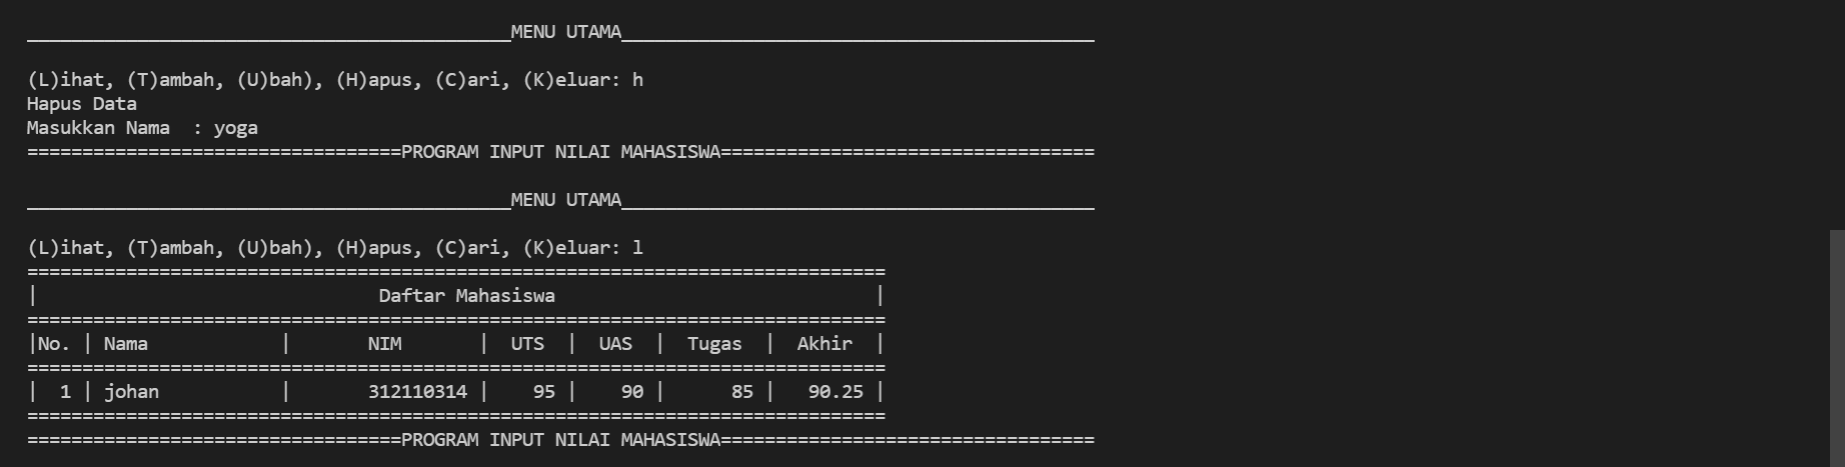 ____________________________________________MENU UTAMA___________________________________________
(L)ihat, (T)ambah, (U)bah), (H)apus, (C)ari, (K)eluar: h
Hapus Data
Masukkan Nama  : yoga
==================================PROGRAM INPUT NILAI MAHASISWA==================================
____________________________________________MENU UTAMA___________________________________________
(L)ihat, (T)ambah, (U)bah), (H)apus, (C)ari, (K)eluar: l
==============================================================================
|                               Daftar Mahasiswa                             |
==============================================================================
|No. | Nama            |       NIM       |  UTS  |  UAS  |  Tugas  |  Akhir  |
==============================================================================
|  1 | johan           |       312110314 |    95 |    90 |      85 |   90.25 |
==============================================================================
==================================PROGRAM INPUT NILAI MAHASISWA==================================